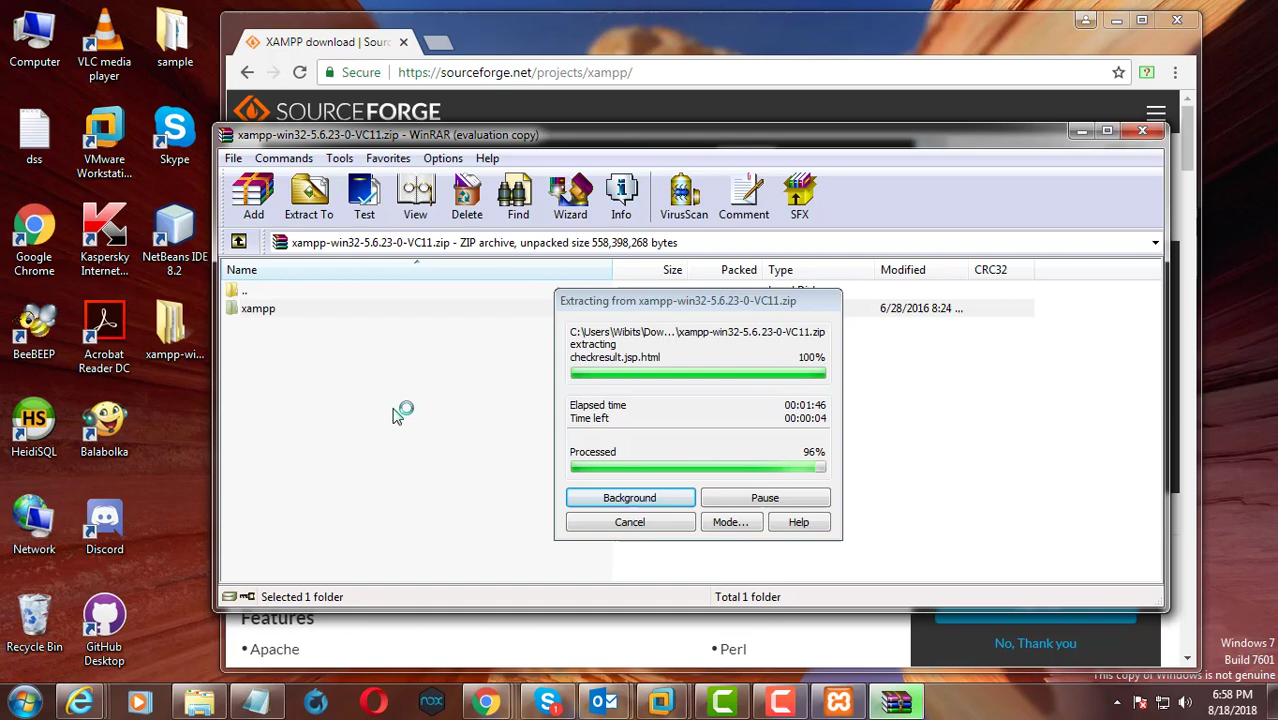 Computer
VLC media player
sample
dss
VMware Workstati...
Skype
Google Chrome
Kaspersky Internet...
NetBeans IDE 8.2
BeeBEEP
Acrobat Reader DC
xampp-wi...
HS
HeidiSQL
Balabolka
Network
Discord
Recycle Bin
GitHub Desktop
XAMPP download | Sourc
Secure https://sourceforge.net/projects/xampp/
SOURCEFORGE
xampp-win32-5.6.23-0-VC11.zip - WinRAR (evaluation copy)
File Commands Tools Favorites Options Help
Add Extract To Test View Delete Find Wizard Info VirusScan Comment SFX
xampp-win32-5.6.23-0-VC11.zip - ZIP archive, unpacked size 558,398,268 bytes
Name Size Packed Type Modified CRC32
..
xampp 6/28/2016 8:24 ...
Extracting from xampp-win32-5.6.23-0-VC11.zip
C:\Users\Wibits\Dow...\xampp-win32-5.6.23-0-VC11.zip
extracting
checkresult.jsp.html 100%
Elapsed time 00:01:46
Time left 00:00:04
Processed 96%
Background Pause
Cancel Mode... Help
Selected 1 folder Total 1 folder
Features
No, Thank you
• Apache • Perl
Windows 7
Build 7601
This copy of Windows is not genuine
6:58 PM
8/18/2018